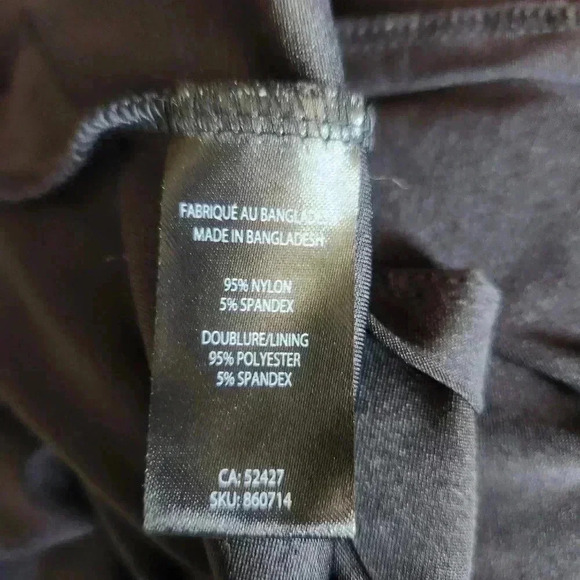 FABRIQUÉ AU BANGLADESH
MADE IN BANGLADESH
95% NYLON
5% SPANDEX
DOUBLURE/LINING
95% POLYESTER
5% SPANDEX
CA: 52427
SKU: 860714